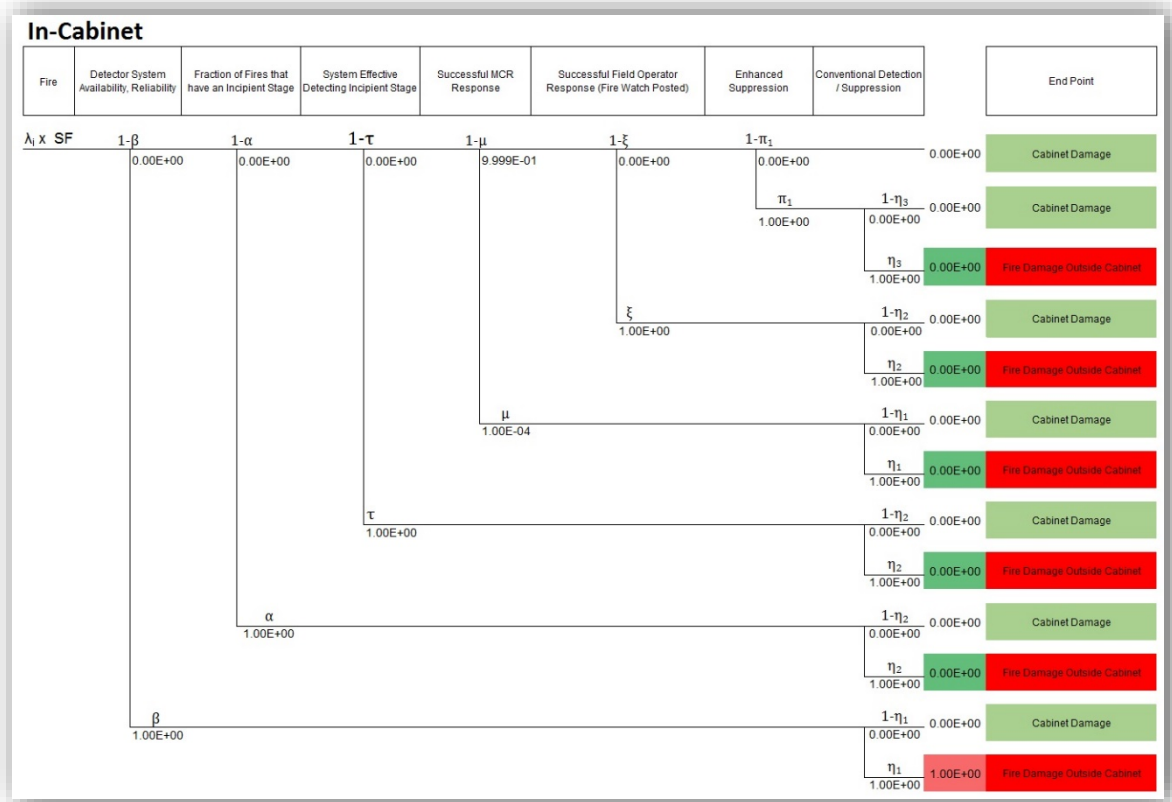 In-Cabinet
Fire
Detector System
Availability, Reliability
Fraction of Fires that
have an Incipient Stage
System Effective
Detecting Incipient Stage
Successful MCR
Response
Successful Field Operator
Response (Fire Watch Posted)
Enhanced
Suppression
Conventional Detection
/ Suppression
End Point
λi x SF 1-β 1-α 1-τ 1-μ 1-ξ 1-π₁
0.00E+00 0.00E+00 0.00E+00 9.999E-01 0.00E+00 0.00E+00 0.00E+00 Cabinet Damage
π₁ 1-η₃
1.00E+00 0.00E+00 0.00E+00 Cabinet Damage
η₃
1.00E+00 0.00E+00 Fire Damage Outside Cabinet
ξ 1-η₂
1.00E+00 0.00E+00 0.00E+00 Cabinet Damage
η₂
1.00E+00 0.00E+00 Fire Damage Outside Cabinet
μ 1-η₁
1.00E-04 0.00E+00 0.00E+00 Cabinet Damage
η₁
1.00E+00 0.00E+00 Fire Damage Outside Cabinet
τ 1-η₂
1.00E+00 0.00E+00 0.00E+00 Cabinet Damage
η₂
1.00E+00 0.00E+00 Fire Damage Outside Cabinet
α 1-η₂
1.00E+00 0.00E+00 0.00E+00 Cabinet Damage
η₂
1.00E+00 0.00E+00 Fire Damage Outside Cabinet
β 1-η₁
1.00E+00 0.00E+00 0.00E+00 Cabinet Damage
η₁
1.00E+00 1.00E+00 Fire Damage Outside Cabinet